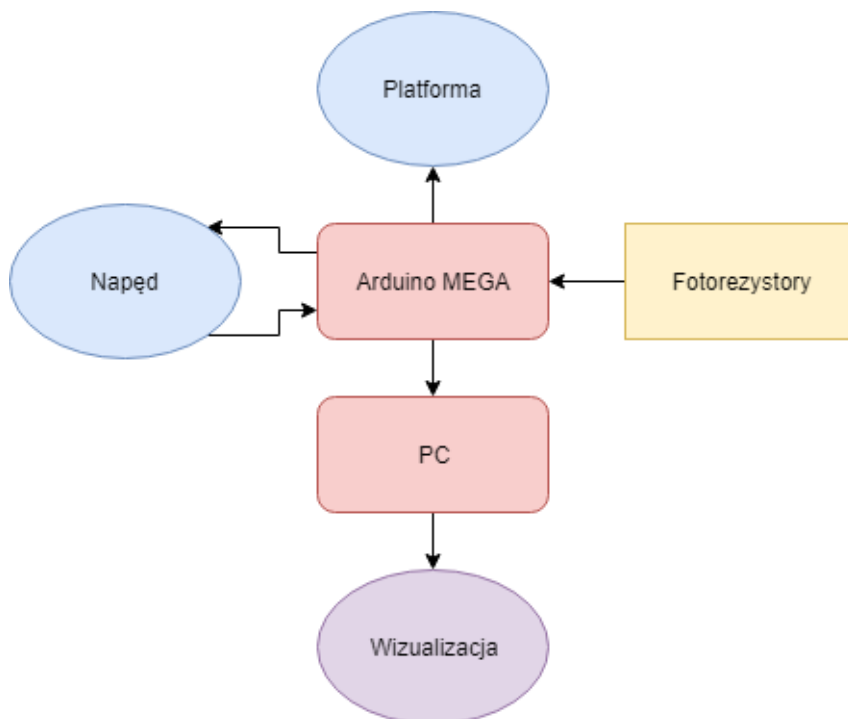 Platforma
Napęd
Arduino MEGA
Fotorezystory
PC
Wizualizacja